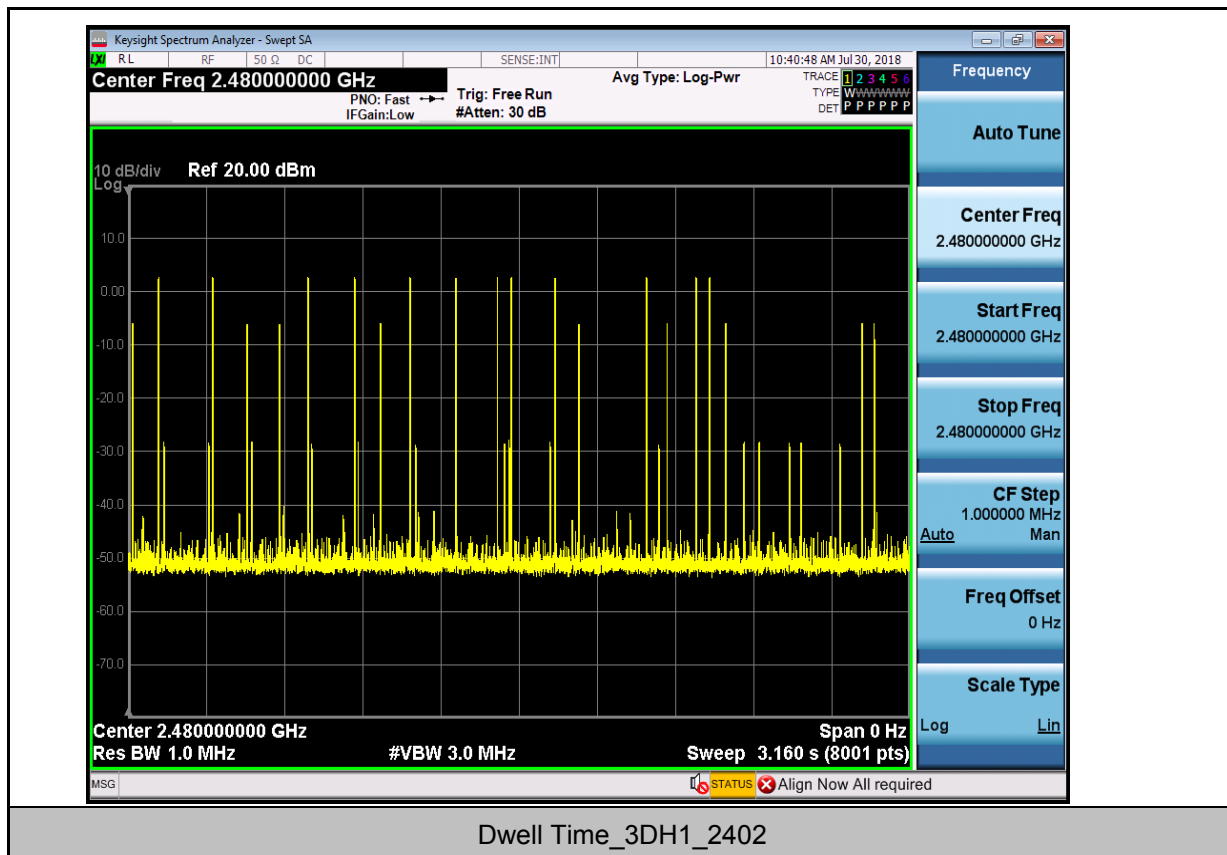 Keysight Spectrum Analyzer - Swept SA
LXI RL RF 50 Ω DC SENSE:INT 10:40:48 AM Jul 30, 2018
Center Freq 2.480000000 GHz
PNO: Fast
IFGain:Low
Trig: Free Run
#Atten: 30 dB
Avg Type: Log-Pwr
TRACE 1 2 3 4 5 6
TYPE WWWWWWW
DET P P P P P P
10 dB/div
Log
Ref 20.00 dBm
10.0
0.00
-10.0
-20.0
-30.0
-40.0
-50.0
-60.0
-70.0
Center 2.480000000 GHz
Span 0 Hz
Res BW 1.0 MHz
#VBW 3.0 MHz
Sweep 3.160 s (8001 pts)
MSG
STATUS
Align Now All required
Frequency
Auto Tune
Center Freq
2.480000000 GHz
Start Freq
2.480000000 GHz
Stop Freq
2.480000000 GHz
CF Step
1.000000 MHz
Auto Man
Freq Offset
0 Hz
Scale Type
Log Lin
Dwell Time_3DH1_2402